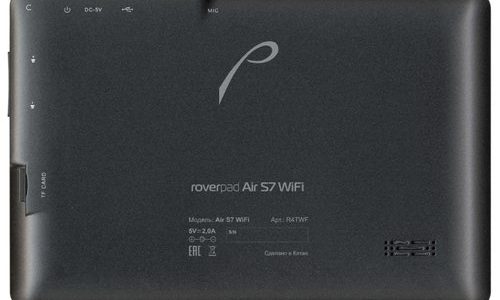 DC-5V
MIC
TF CARD
roverpad Air S7 WiFi
Модель: Air S7 WiFi Арт.: R4TWF
5V 2,0A S/N
EAC Сделано в Китае